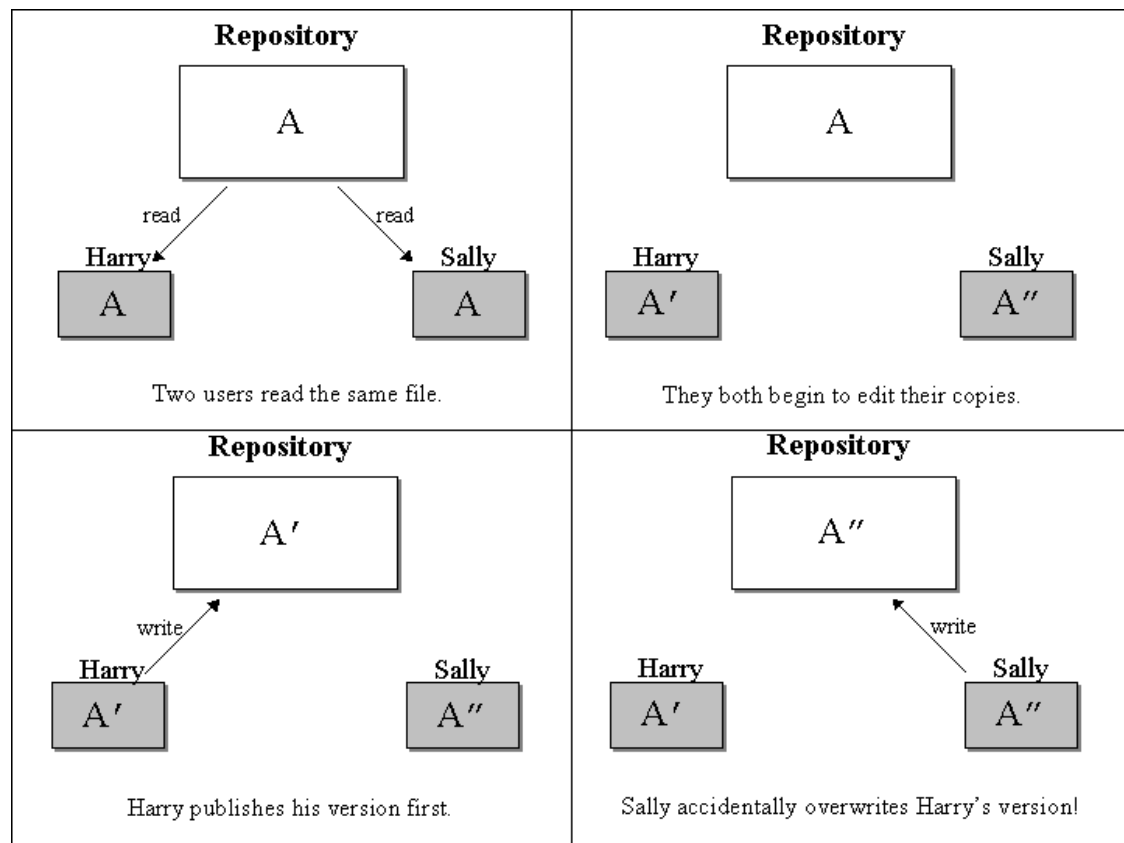 Repository
A
read
read
Harry
Sally
A
A
Two users read the same file.
Repository
A
Harry
Sally
A′
A″
They both begin to edit their copies.
Repository
A′
write
Harry
Sally
A′
A″
Harry publishes his version first.
Repository
A″
write
Harry
Sally
A′
A″
Sally accidentally overwrites Harry’s version!